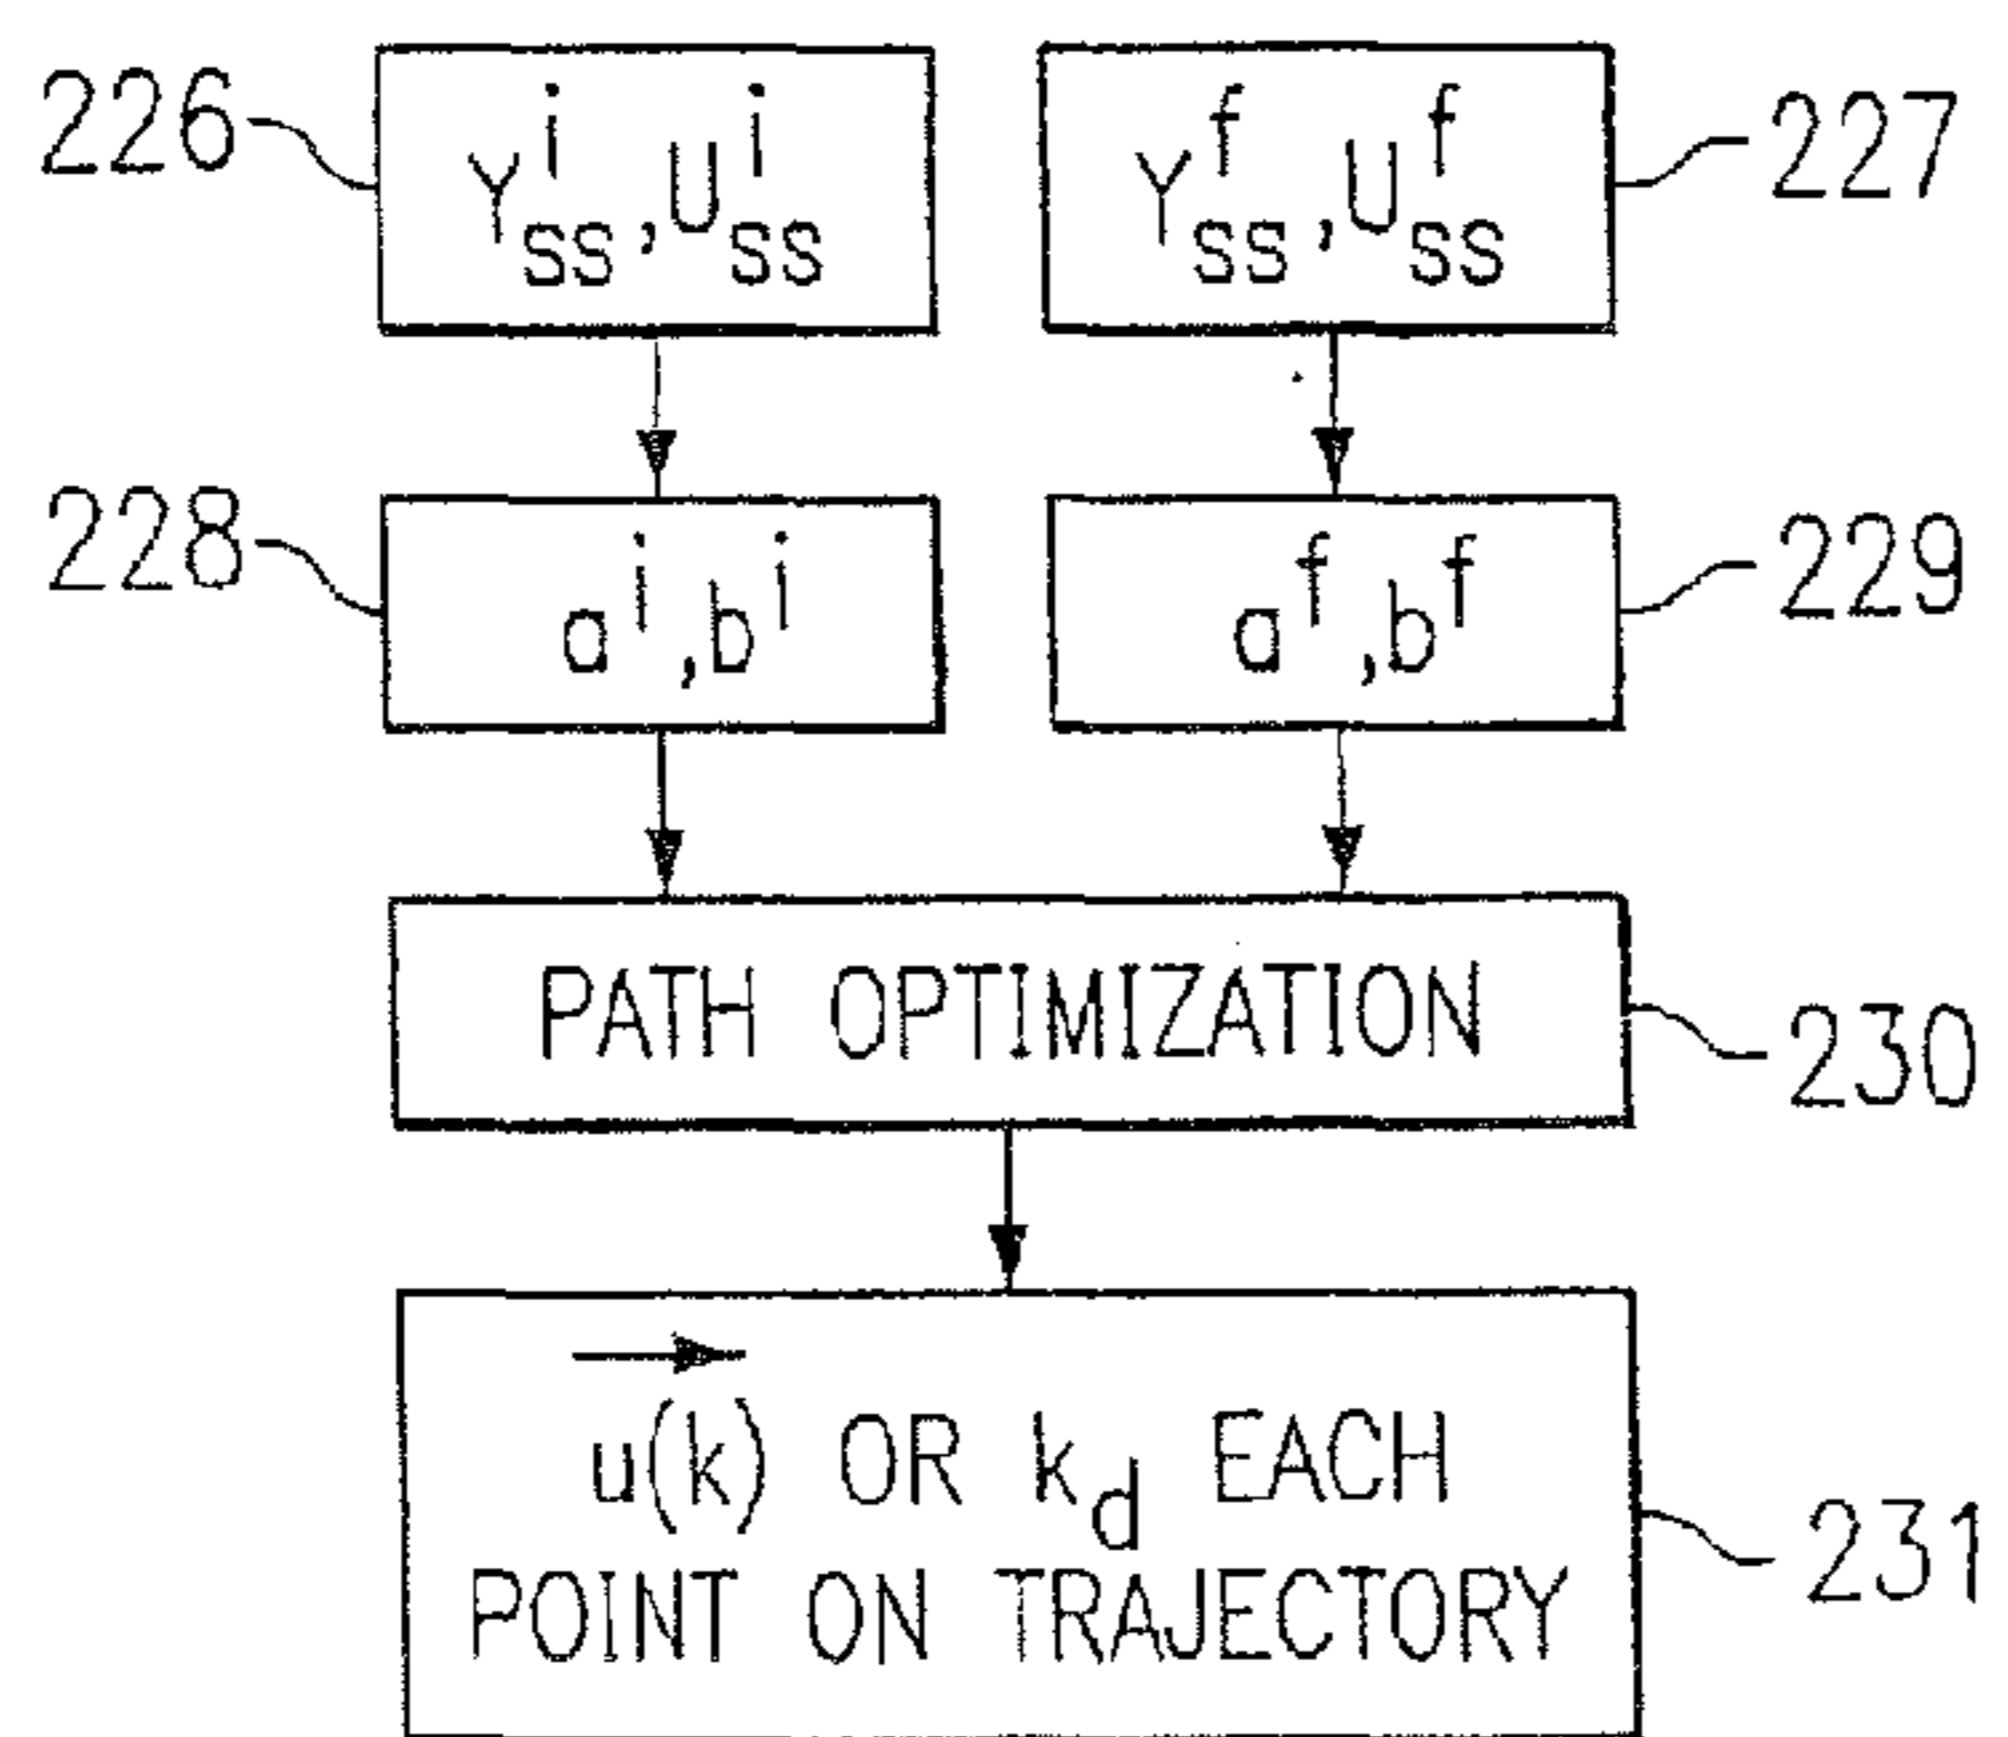 226
Y^i_ss, U^i_ss
Y^f_ss, U^f_ss
227
228
a^i, b^i
a^f, b^f
229
PATH OPTIMIZATION
230
u(k) OR k_d EACH
POINT ON TRAJECTORY
231